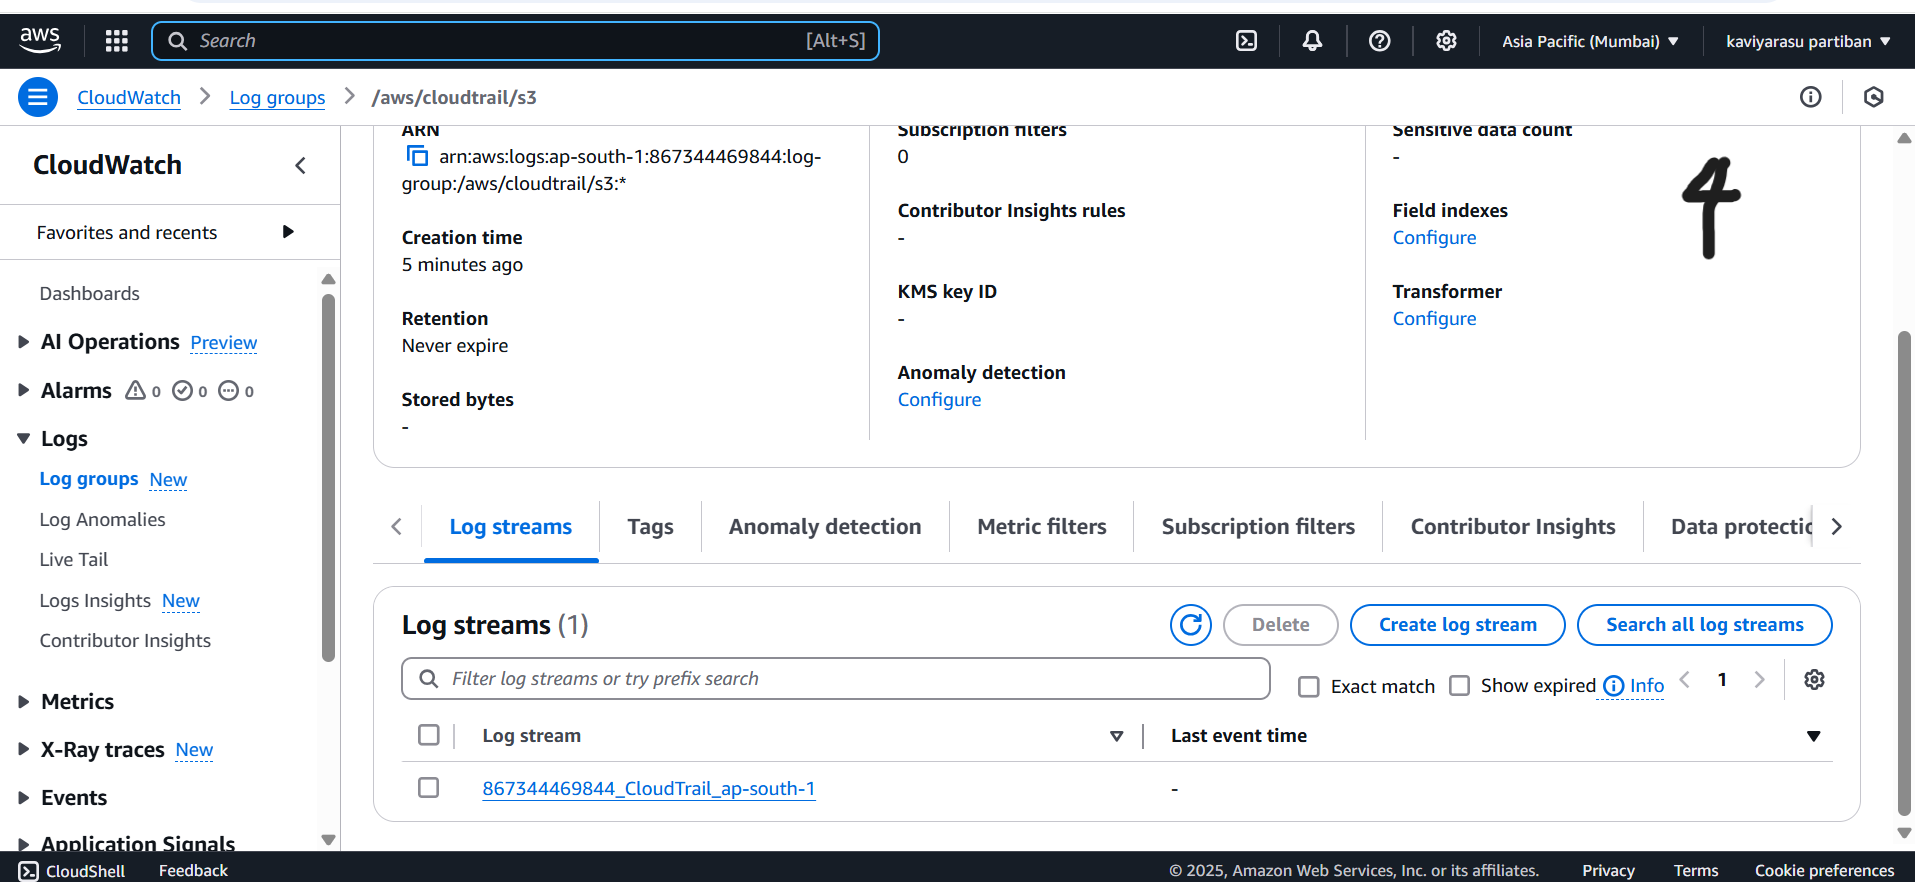 aws
Search
[Alt+S]
Asia Pacific (Mumbai)
kaviyarasu partiban
CloudWatch
Log groups
/aws/cloudtrail/s3
CloudWatch
Favorites and recents
Dashboards
AI Operations Preview
Alarms 0 0 0
Logs
Log groups New
Log Anomalies
Live Tail
Logs Insights New
Contributor Insights
Metrics
X-Ray traces New
Events
Application Signals
ARN
arn:aws:logs:ap-south-1:867344469844:log-
group:/aws/cloudtrail/s3:*
Creation time
5 minutes ago
Retention
Never expire
Stored bytes
-
Subscription filters
0
Contributor Insights rules
-
KMS key ID
-
Anomaly detection
Configure
Sensitive data count
-
Field indexes
Configure
Transformer
Configure
4
Log streams
Tags
Anomaly detection
Metric filters
Subscription filters
Contributor Insights
Data protectio
Log streams (1)
Delete
Create log stream
Search all log streams
Filter log streams or try prefix search
Exact match
Show expired
Info
1
Log stream
Last event time
867344469844_CloudTrail_ap-south-1
-
CloudShell
Feedback
© 2025, Amazon Web Services, Inc. or its affiliates.
Privacy
Terms
Cookie preferences